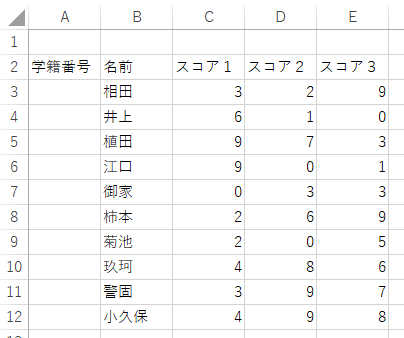 A B C D E
1
2 学籍番号 名前 スコア１ スコア２ スコア３
3 相田 3 2 9
4 井上 6 1 0
5 植田 9 7 3
6 江口 9 0 1
7 御家 0 3 3
8 柿本 2 6 9
9 菊池 2 0 5
10 玖珂 4 8 6
11 警固 3 9 7
12 小久保 4 9 8